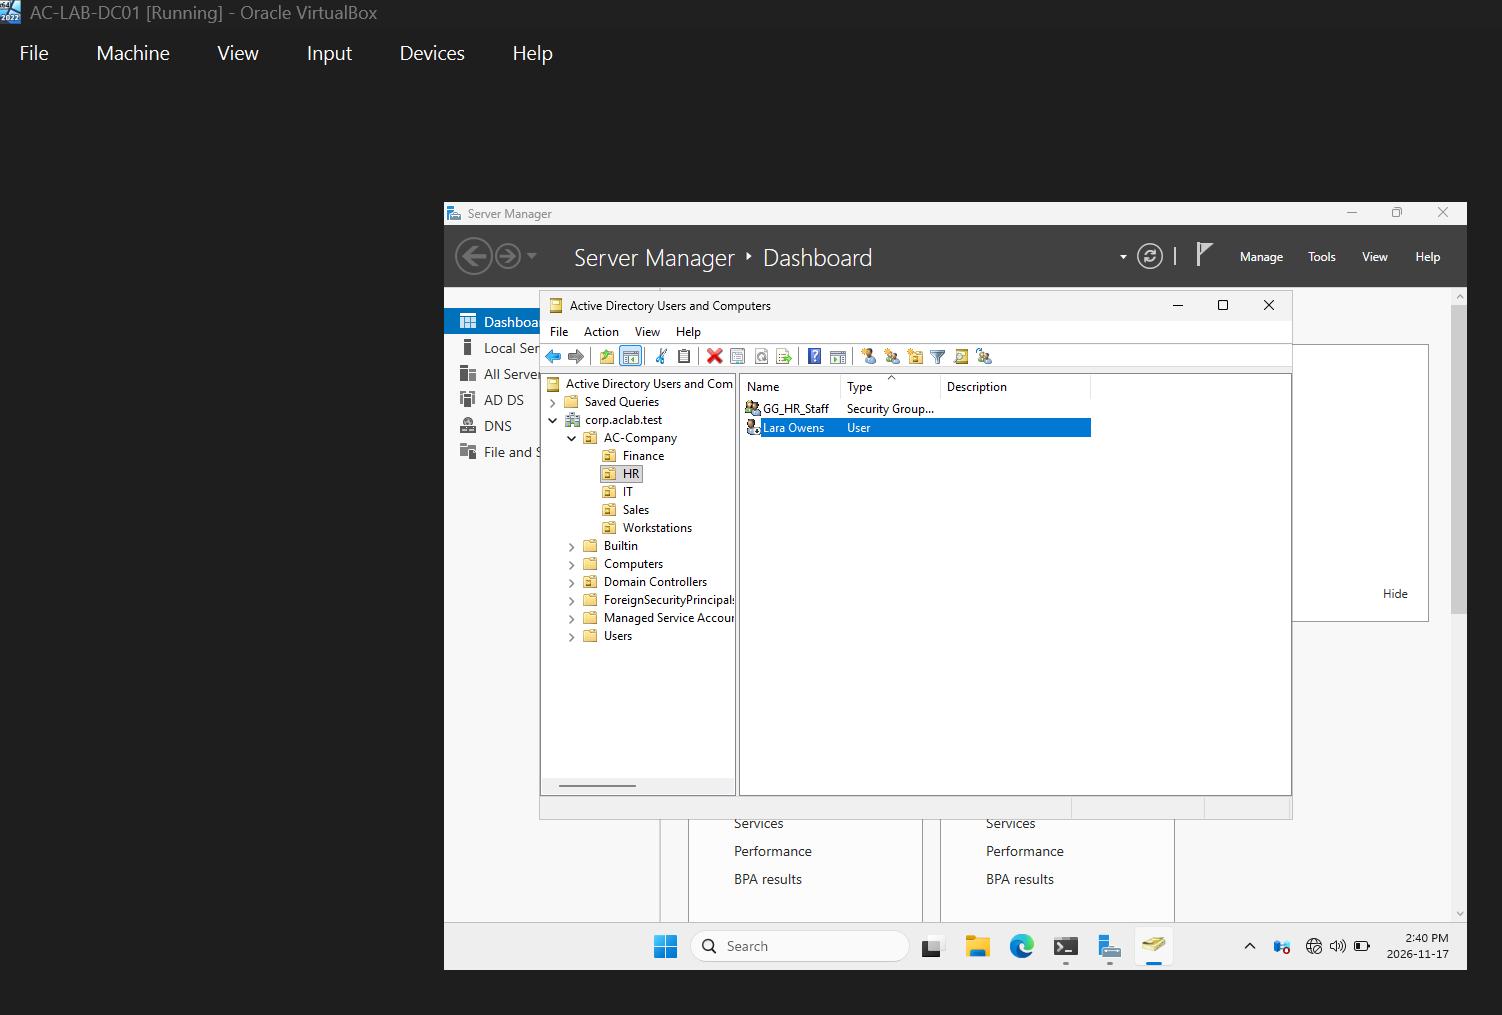 x64
2022
AC-LAB-DC01 [Running] - Oracle VirtualBox
File Machine View Input Devices Help
Server Manager
Server Manager Dashboard
Manage Tools View Help
Dashboa
Local Ser
All Server
AD DS
DNS
File and S
Active Directory Users and Computers
File Action View Help
Active Directory Users and Com
Saved Queries
corp.aclab.test
AC-Company
Finance
HR
IT
Sales
Workstations
Builtin
Computers
Domain Controllers
ForeignSecurityPrincipals
Managed Service Accour
Users
Name Type Description
GG_HR_Staff Security Group...
Lara Owens User
Hide
Services
Performance
BPA results
Services
Performance
BPA results
Search
2:40 PM
2026-11-17